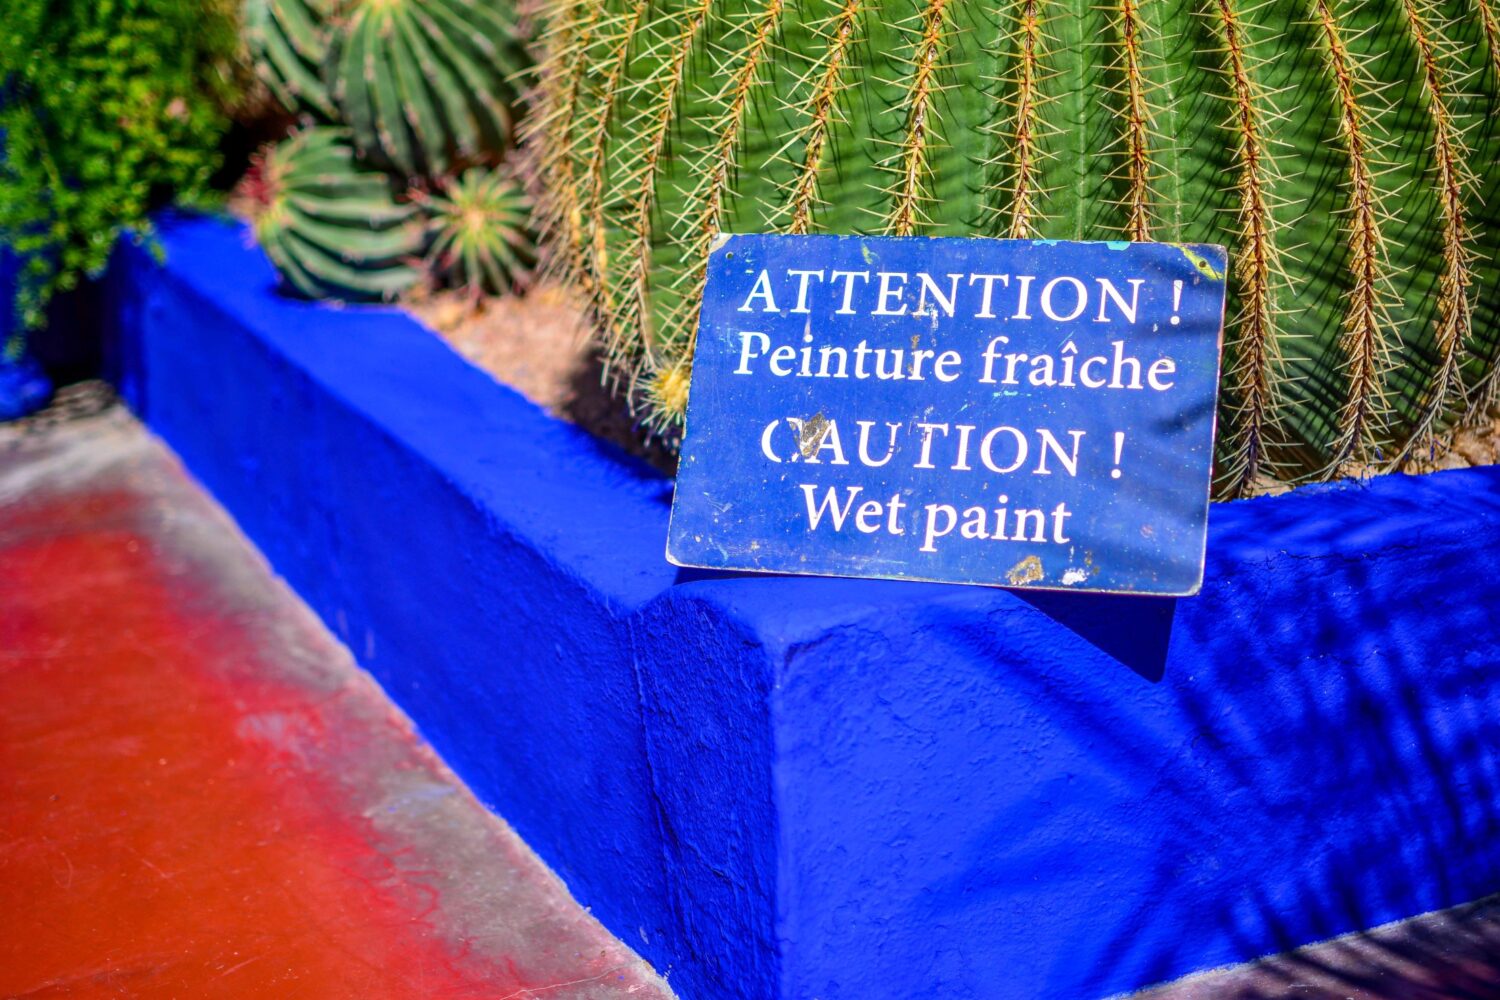 ATTENTION !
Peinture fraîche
CAUTION !
Wet paint